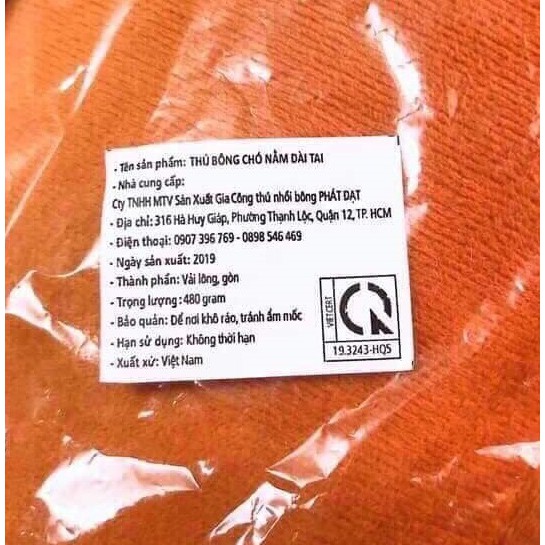 - Tên sản phẩm: THÚ BÔNG CHÓ NẰM DÀI TAI
- Nhà cung cấp:
Cty TNHH MTV Sản Xuất Gia Công thú nhồi bông PHÁT ĐẠT
- Địa chỉ: 316 Hà Huy Giáp, Phường Thạnh Lộc, Quận 12, TP. HCM
- Điện thoại: 0907 396 769 - 0898 546 469
- Ngày sản xuất: 2019
- Thành phần: Vải lông, gòn
- Trọng lượng: 480 gram
- Bảo quản: Để nơi khô ráo, tránh ẩm mốc
- Hạn sử dụng: Không thời hạn
- Xuất xứ: Việt Nam
VIETCERT
19.3243-HQS